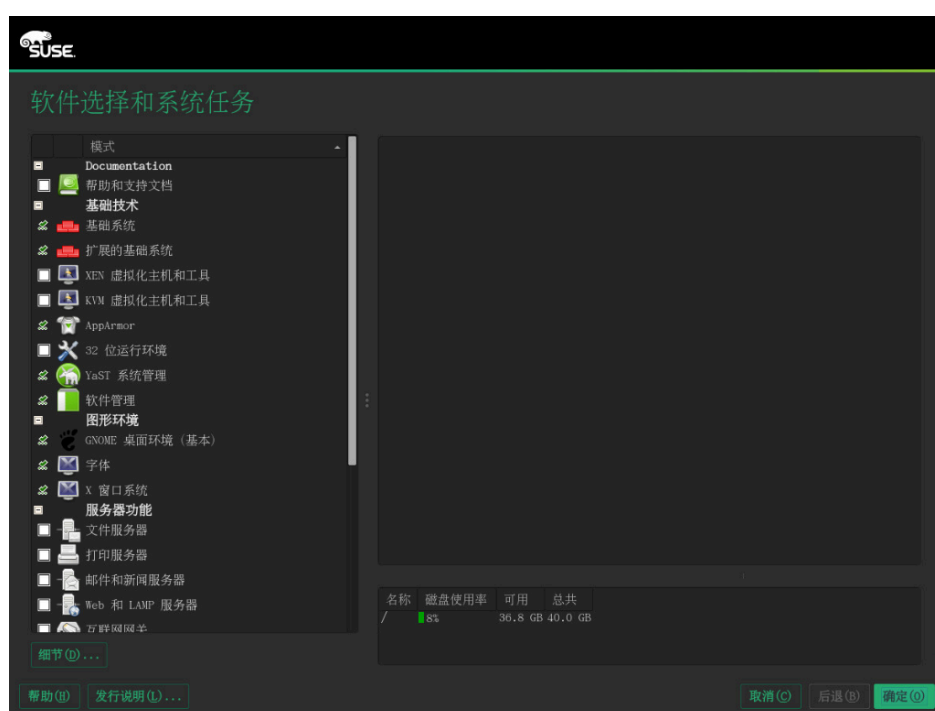 SUSE.
软件选择和系统任务
模式
Documentation
帮助和支持文档
基础技术
基础系统
扩展的基础系统
XEN 虚拟化主机和工具
KVM 虚拟化主机和工具
AppArmor
32 位运行环境
YaST 系统管理
软件管理
图形环境
GNOME 桌面环境 (基本)
字体
X 窗口系统
服务器功能
文件服务器
打印服务器
邮件和新闻服务器
Web 和 LAMP 服务器
互联网网关
名称 磁盘使用率 可用 总共
/ 8% 36.8 GB 40.0 GB
细节(D)...
帮助(H) 发行说明(L)... 取消(C) 后退(B) 确定(O)